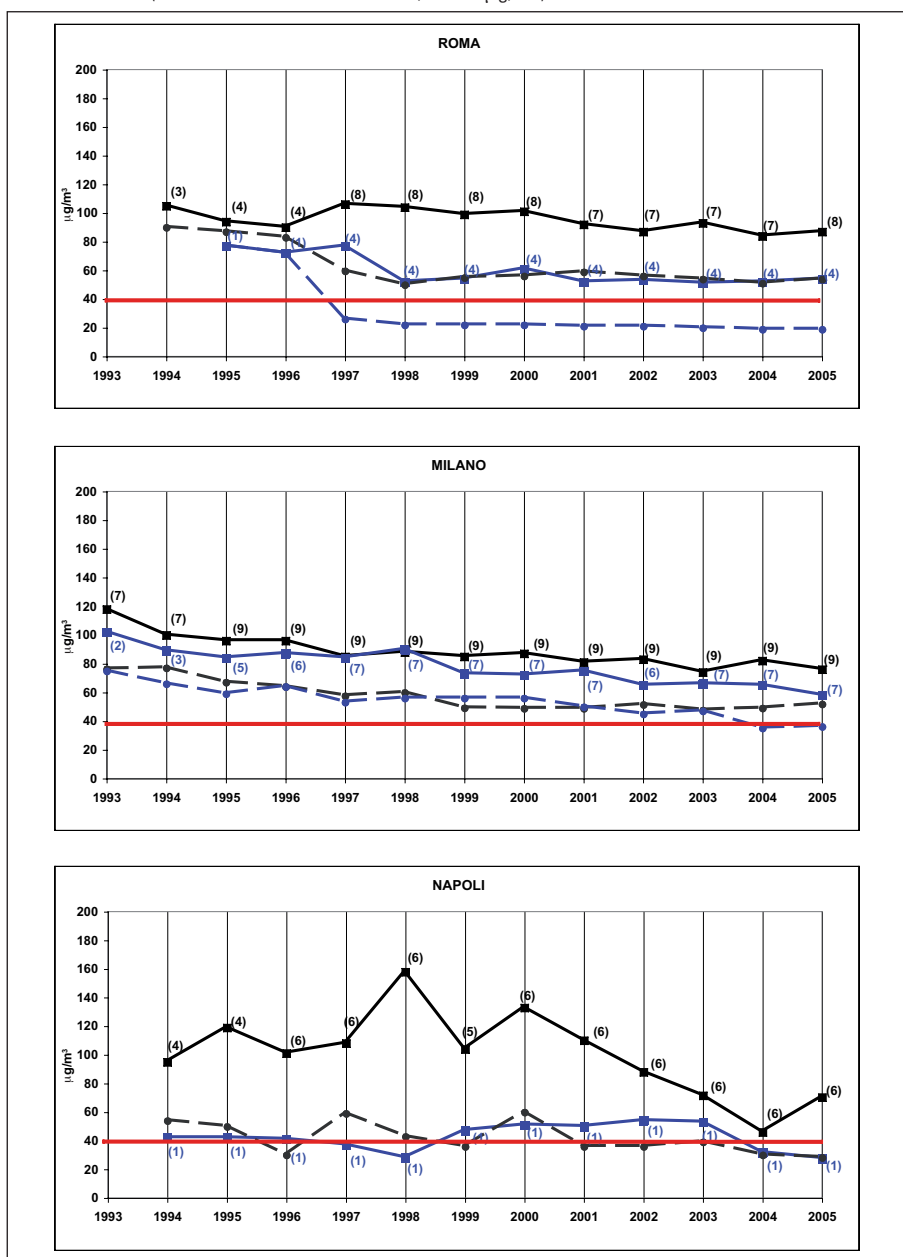 ROMA
µg/m³
200
180
160
140
120
100
80
60
40
20
0
(3) (4) (4) (8) (8) (8) (8) (7) (7) (7) (7) (8)
(1) (1) (4) (4) (4) (4) (4) (4) (4) (4) (4)
1993 1994 1995 1996 1997 1998 1999 2000 2001 2002 2003 2004 2005
MILANO
µg/m³
200
180
160
140
120
100
80
60
40
20
0
(7) (7) (9) (9) (9) (9) (9) (9) (9) (9) (9) (9) (9)
(2) (3) (5) (6) (7) (7) (7) (7) (7) (6) (7) (7) (7)
1993 1994 1995 1996 1997 1998 1999 2000 2001 2002 2003 2004 2005
NAPOLI
µg/m³
200
180
160
140
120
100
80
60
40
20
0
(4) (4) (6) (6) (6) (5) (6) (6) (6) (6) (6) (6)
(1) (1) (1) (1) (1) (1) (1) (1) (1) (1) (1)
1993 1994 1995 1996 1997 1998 1999 2000 2001 2002 2003 2004 2005